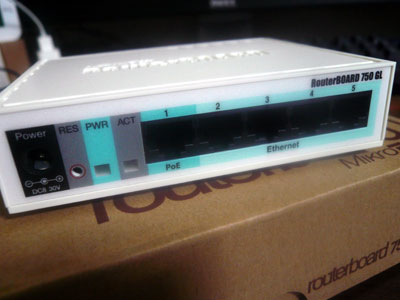 RouterBOARD 750 GL
Power
RES
PWR
ACT
1
2
3
4
5
DC8..30V
PoE
Ethernet
routerboard 75